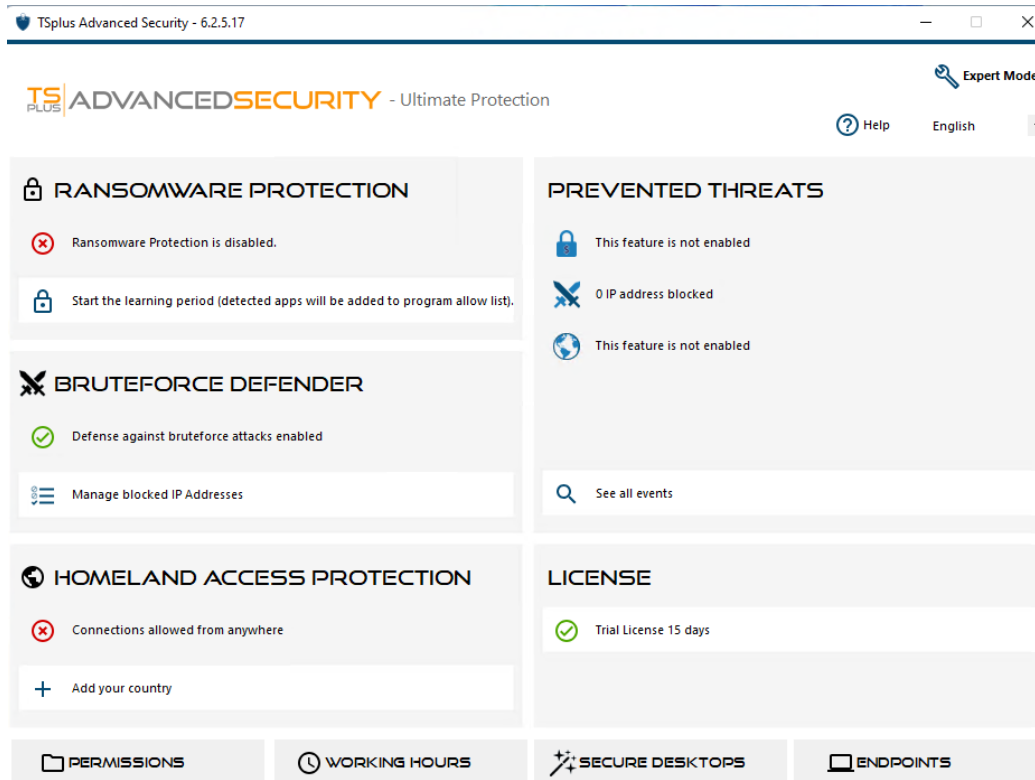 TSplus Advanced Security - 6.2.5.17
Expert Mode
TS PLUS ADVANCEDSECURITY - Ultimate Protection
Help
English
RANSOMWARE PROTECTION
Ransomware Protection is disabled.
Start the learning period (detected apps will be added to program allow list).
BRUTEFORCE DEFENDER
Defense against bruteforce attacks enabled
Manage blocked IP Addresses
HOMELAND ACCESS PROTECTION
Connections allowed from anywhere
Add your country
PREVENTED THREATS
This feature is not enabled
0 IP address blocked
This feature is not enabled
See all events
LICENSE
Trial License 15 days
PERMISSIONS
WORKING HOURS
SECURE DESKTOPS
ENDPOINTS